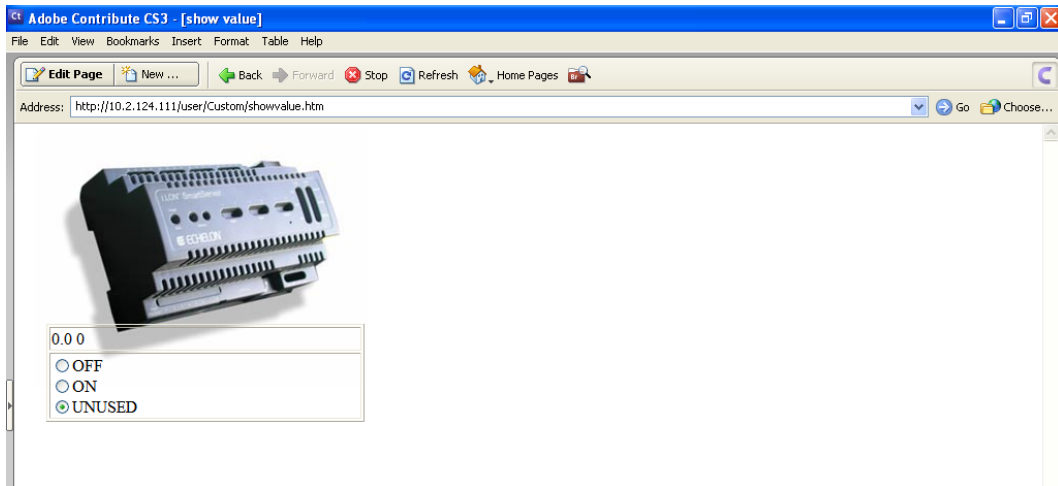 Adobe Contribute CS3 - [show value]
File Edit View Bookmarks Insert Format Table Help
Edit Page New ... Back Forward Stop Refresh Home Pages
Address: http://10.2.124.111/user/Custom/showvalue.htm Go Choose...
i.LON SmartServer
ECHELON
0.0 0
OFF
ON
UNUSED